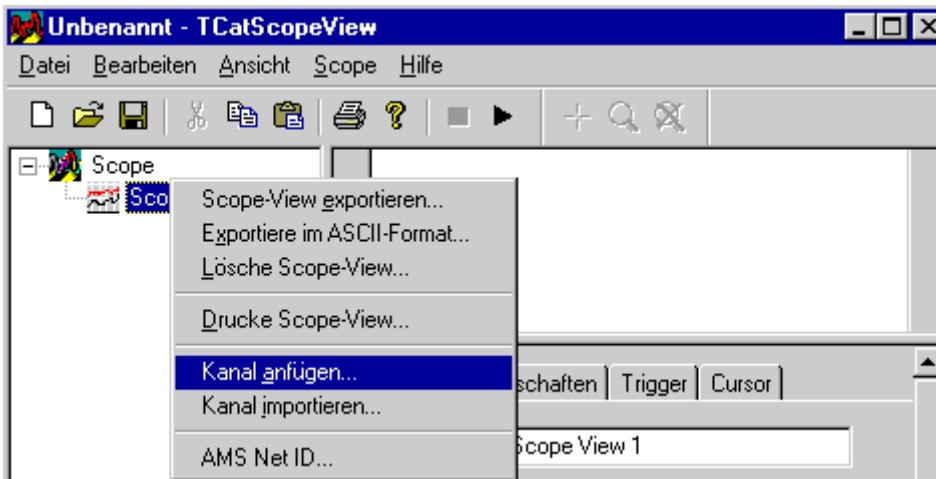 Unbenannt - TCatScopeView
Datei Bearbeiten Ansicht Scope Hilfe
Scope
Sco
Scope-View exportieren...
Exportiere im ASCII-Format...
Lösche Scope-View...
Drucke Scope-View...
Kanal anfügen...
Kanal importieren...
AMS Net ID...
schaften Trigger Cursor
Scope View 1